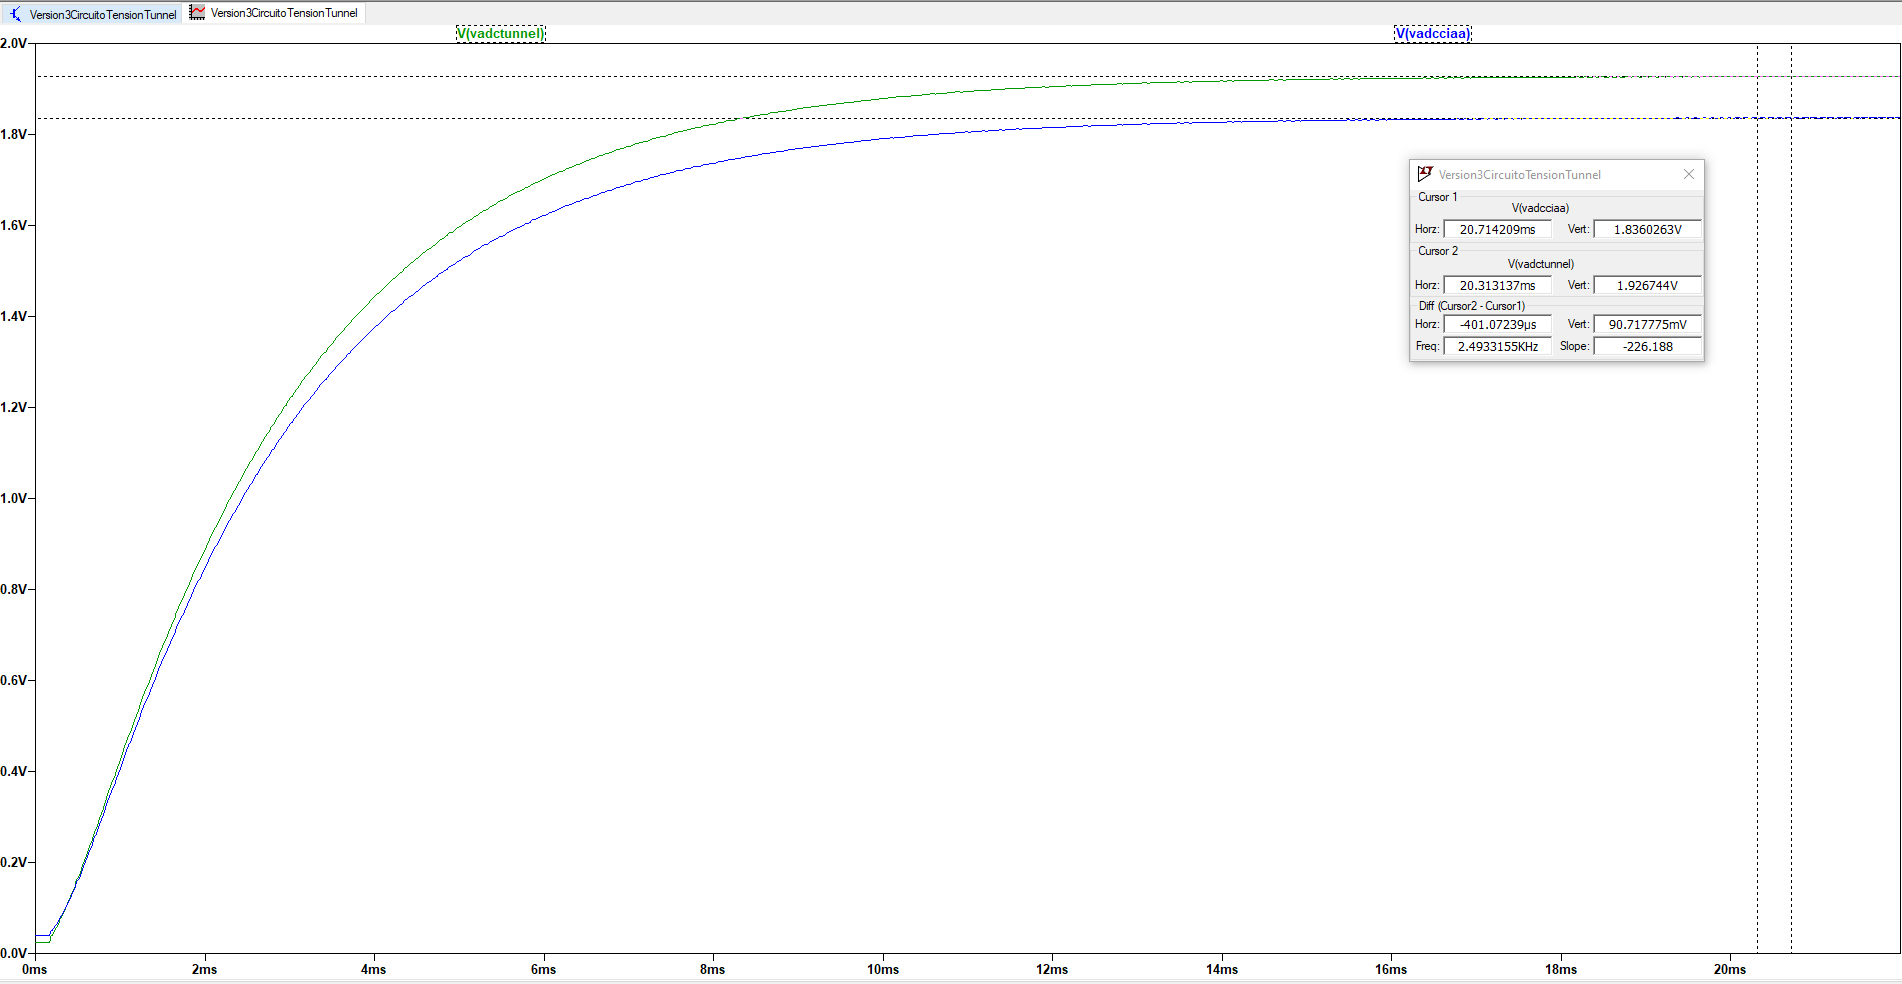 Version3CircuitoTensionTunnel Version3CircuitoTensionTunnel
V(vadctunnel) V(vadcciaa)
2.0V
1.8V
1.6V
1.4V
1.2V
1.0V
0.8V
0.6V
0.4V
0.2V
0.0V
0ms 2ms 4ms 6ms 8ms 10ms 12ms 14ms 16ms 18ms 20ms
Version3CircuitoTensionTunnel
Cursor 1
V(vadcciaa)
Horz: 20.714209ms Vert: 1.8360263V
Cursor 2
V(vadctunnel)
Horz: 20.313137ms Vert: 1.926744V
Diff (Cursor2 - Cursor1)
Horz: -401.07239µs Vert: 90.717775mV
Freq: 2.4933155KHz Slope: -226.188